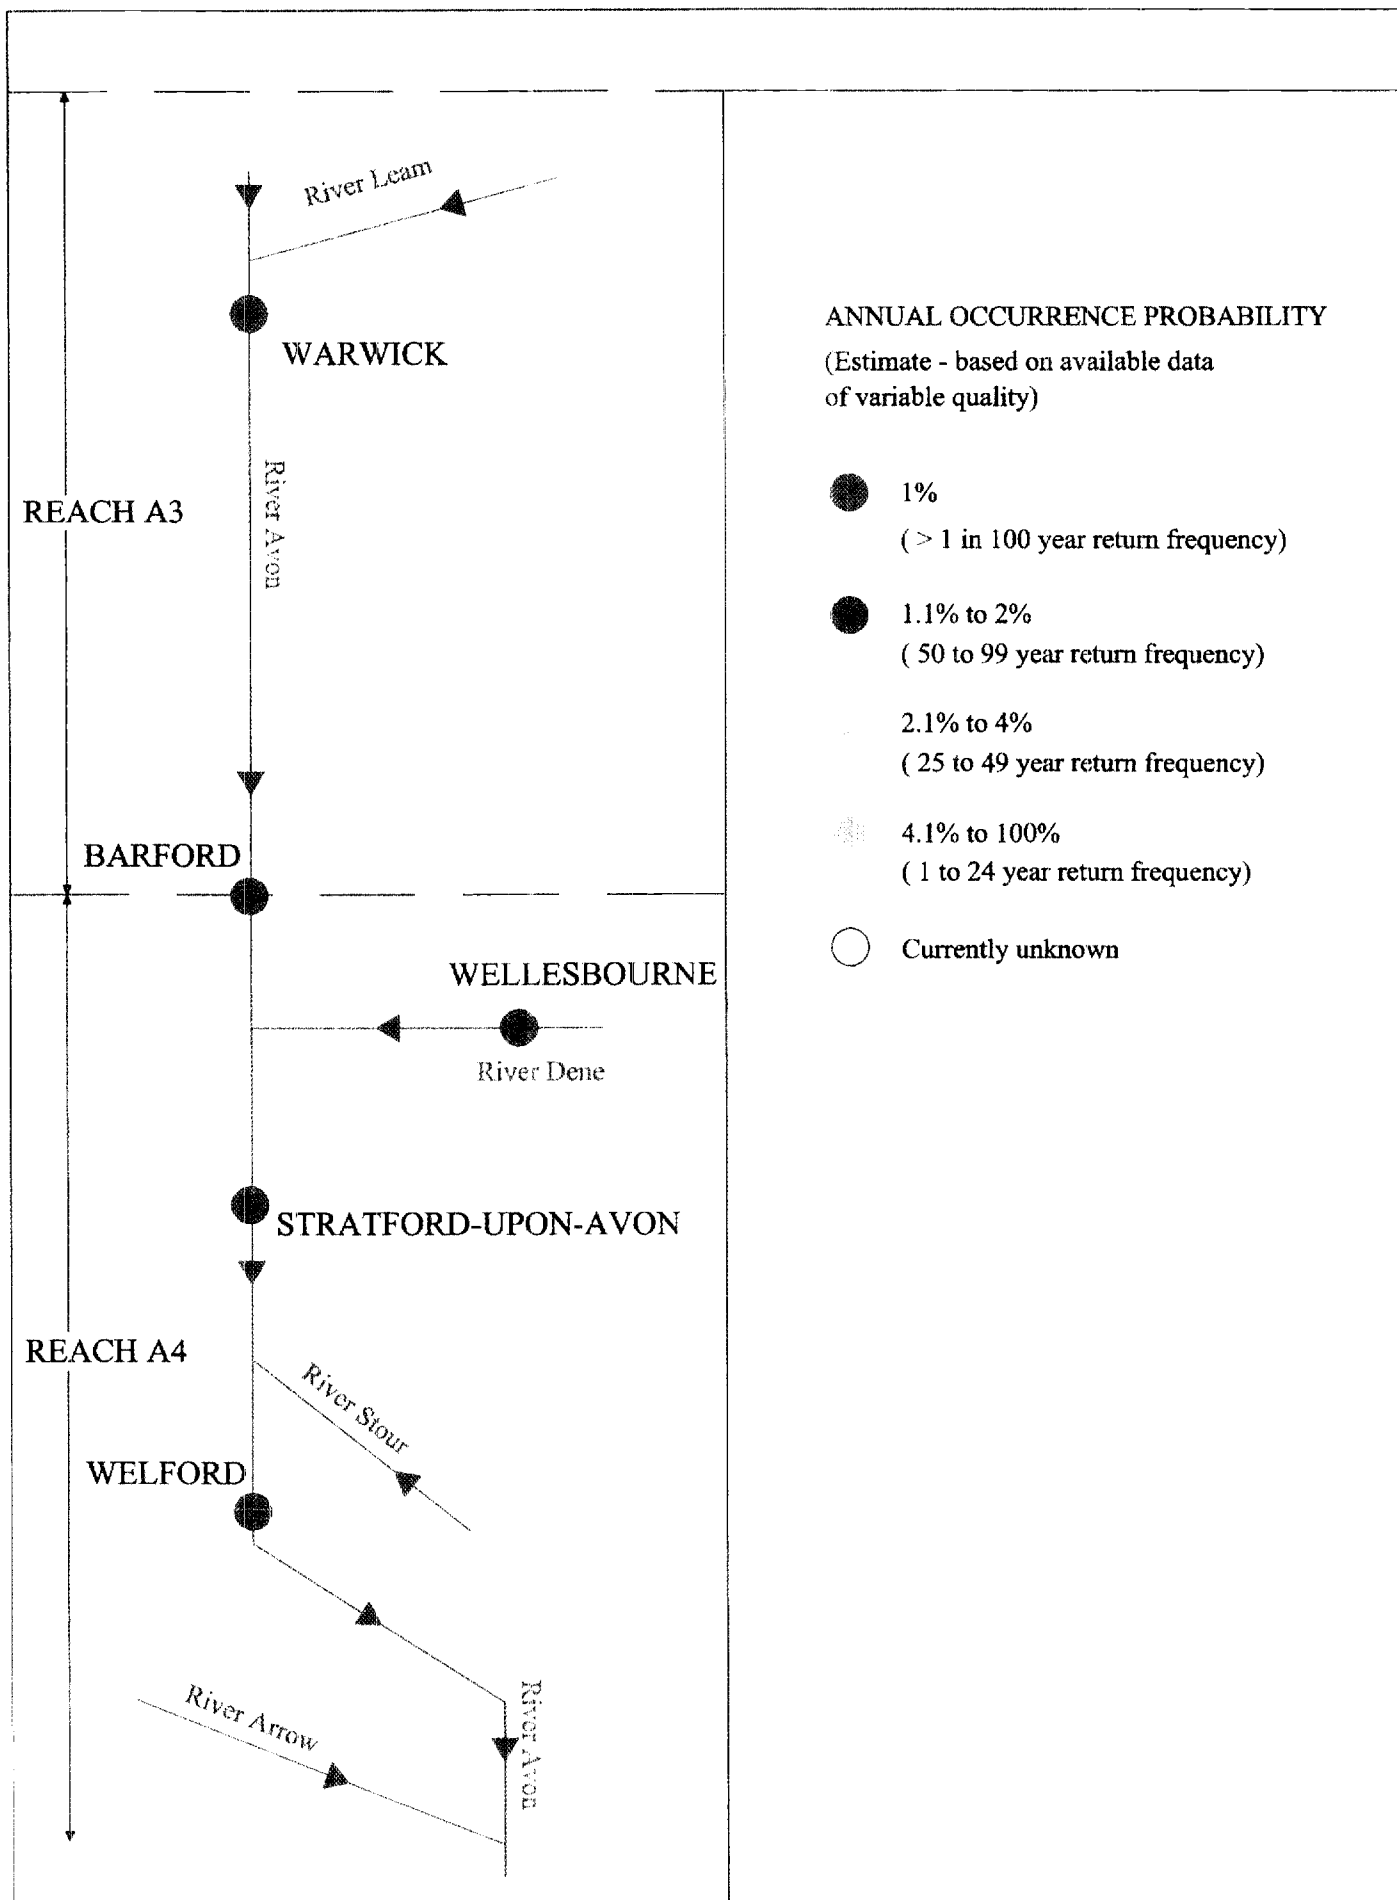 River Leam
WARWICK
River Avon
REACH A3
BARFORD
WELLESBOURNE
River Dene
STRATFORD-UPON-AVON
REACH A4
River Stour
WELFORD
River Arrow
River Avon
ANNUAL OCCURRENCE PROBABILITY
(Estimate - based on available data
of variable quality)
1%
( > 1 in 100 year return frequency)
1.1% to 2%
( 50 to 99 year return frequency)
2.1% to 4%
( 25 to 49 year return frequency)
4.1% to 100%
( 1 to 24 year return frequency)
Currently unknown